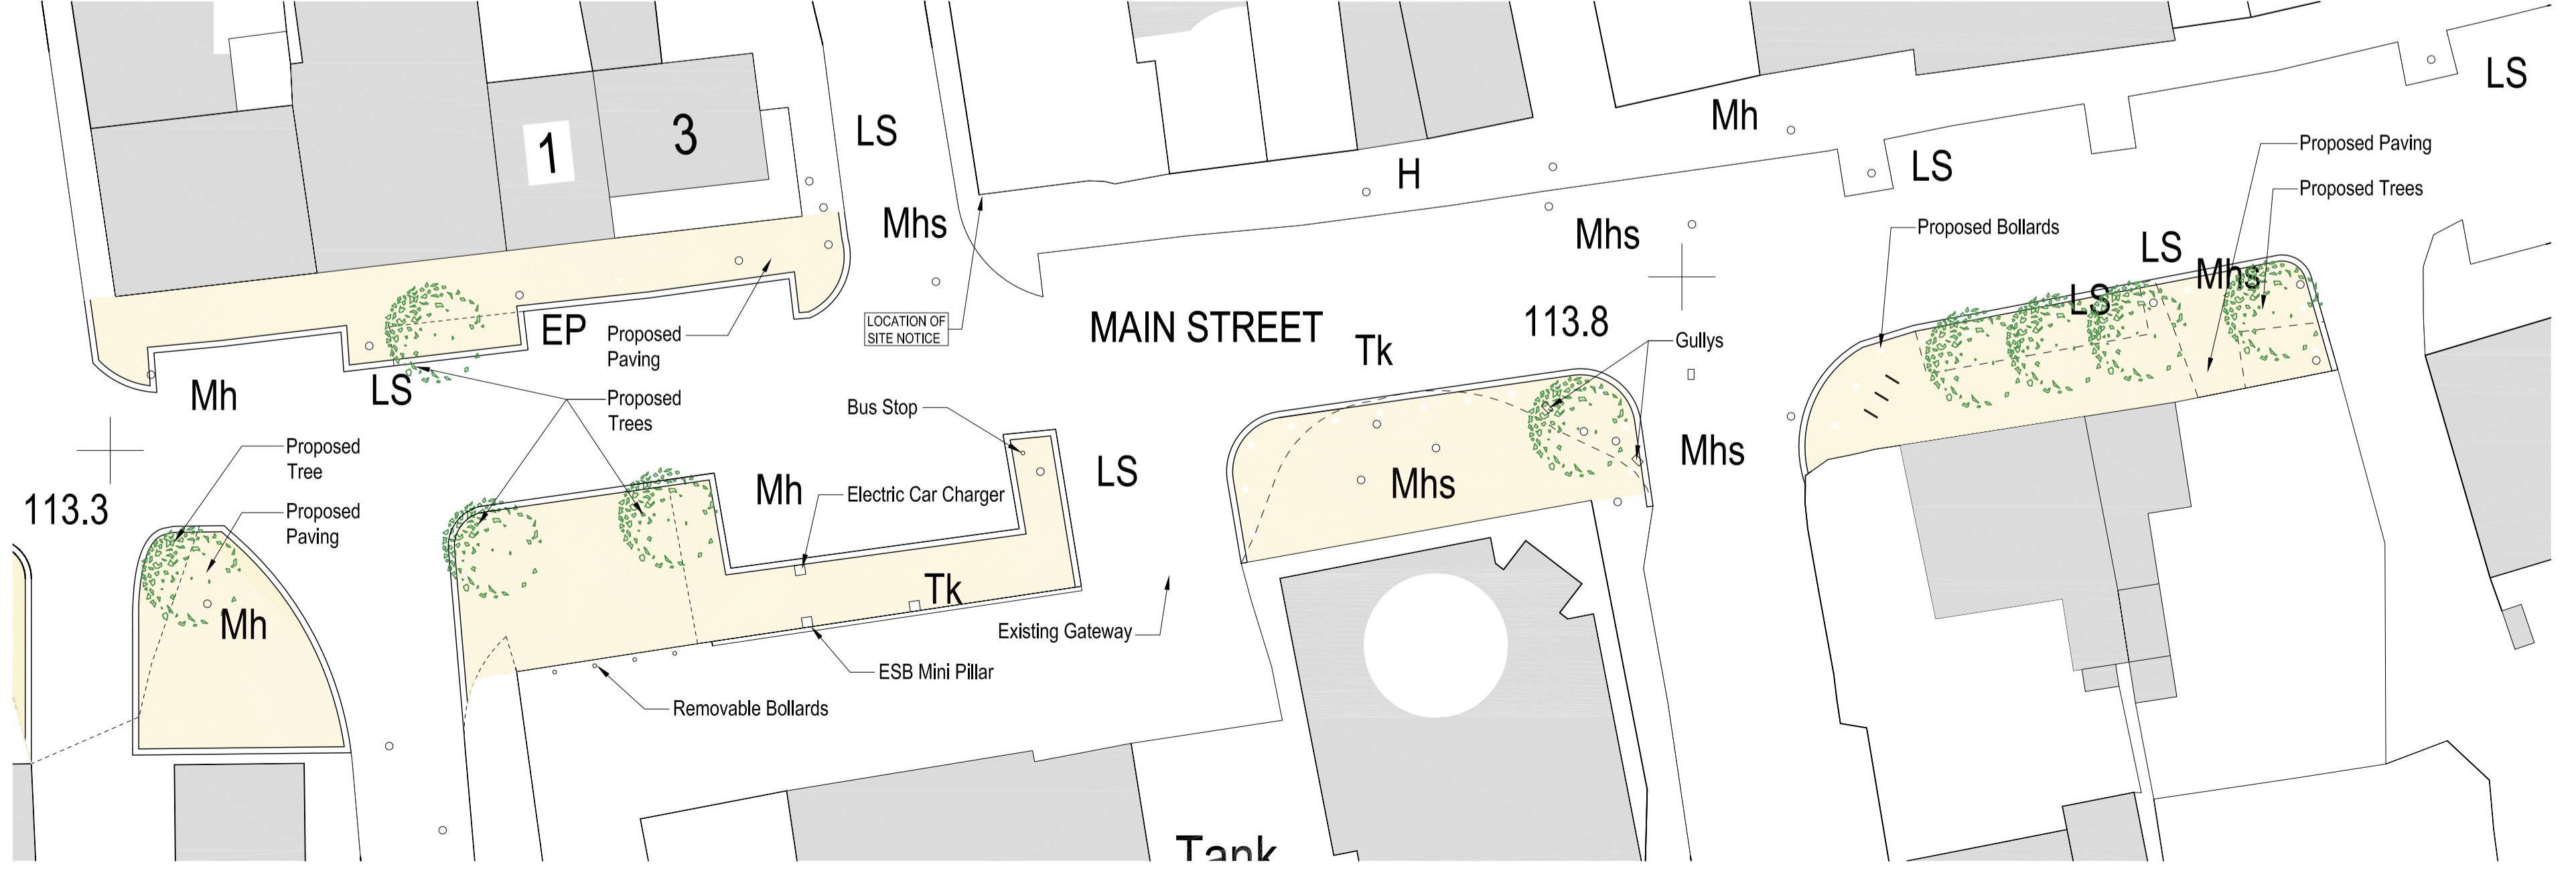 LS
Mh
1
3
LS
Proposed Paving
H
LS
Proposed Trees
Mhs
Mhs
Proposed Bollards
LS
Mhs
LS
LOCATION OF
SITE NOTICE
MAIN STREET
113.8
EP
Proposed
Paving
Tk
Gullys
Mh
LS
Proposed
Trees
Bus Stop
Proposed
Tree
Mhs
LS
Mh
Electric Car Charger
Mhs
113.3
Proposed
Paving
Tk
Mh
Existing Gateway
ESB Mini Pillar
Removable Bollards
Tank